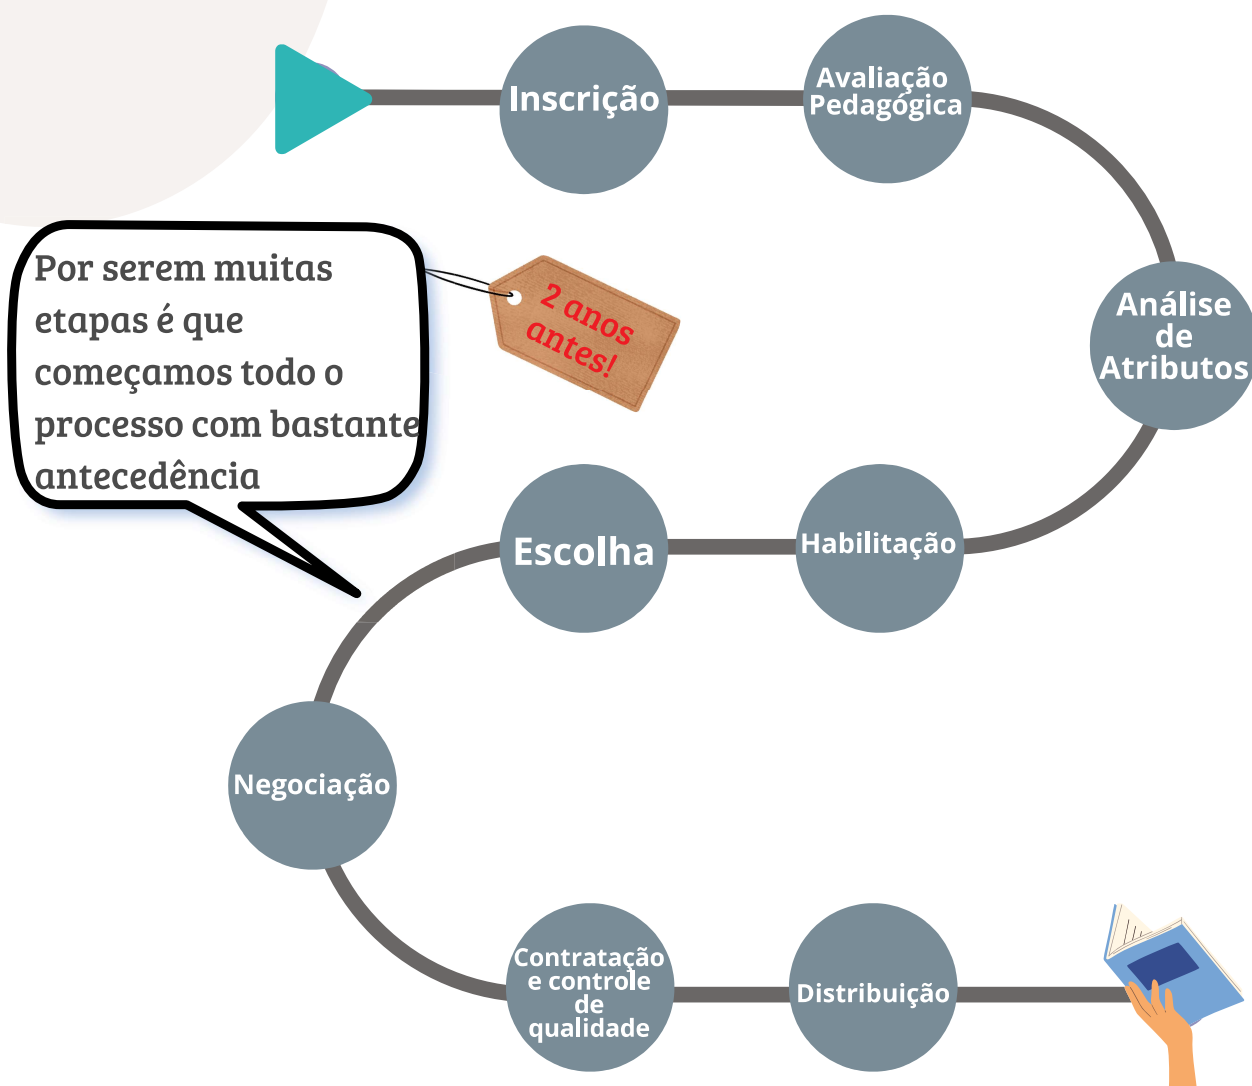 Inscrição
Avaliação
Pedagógica
Por serem muitas
etapas é que
começamos todo o
processo com bastante
antecedência
2 anos
antes!
Análise
de
Atributos
Habilitação
Escolha
Negociação
Contratação
e controle
de
qualidade
Distribuição